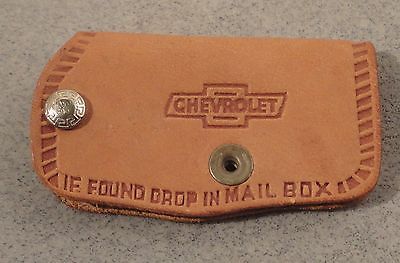 CHEVROLET
IF FOUND DROP IN MAIL BOX